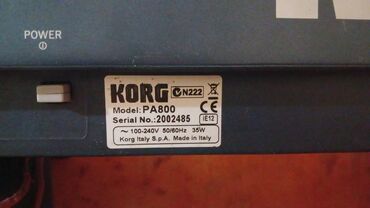 POWER
KORG N222 CE
Model: PA800
Serial No.: 2002485 IE12
~ 100-240V 50/60Hz 35W
Korg Italy S.p.A. Made in Italy